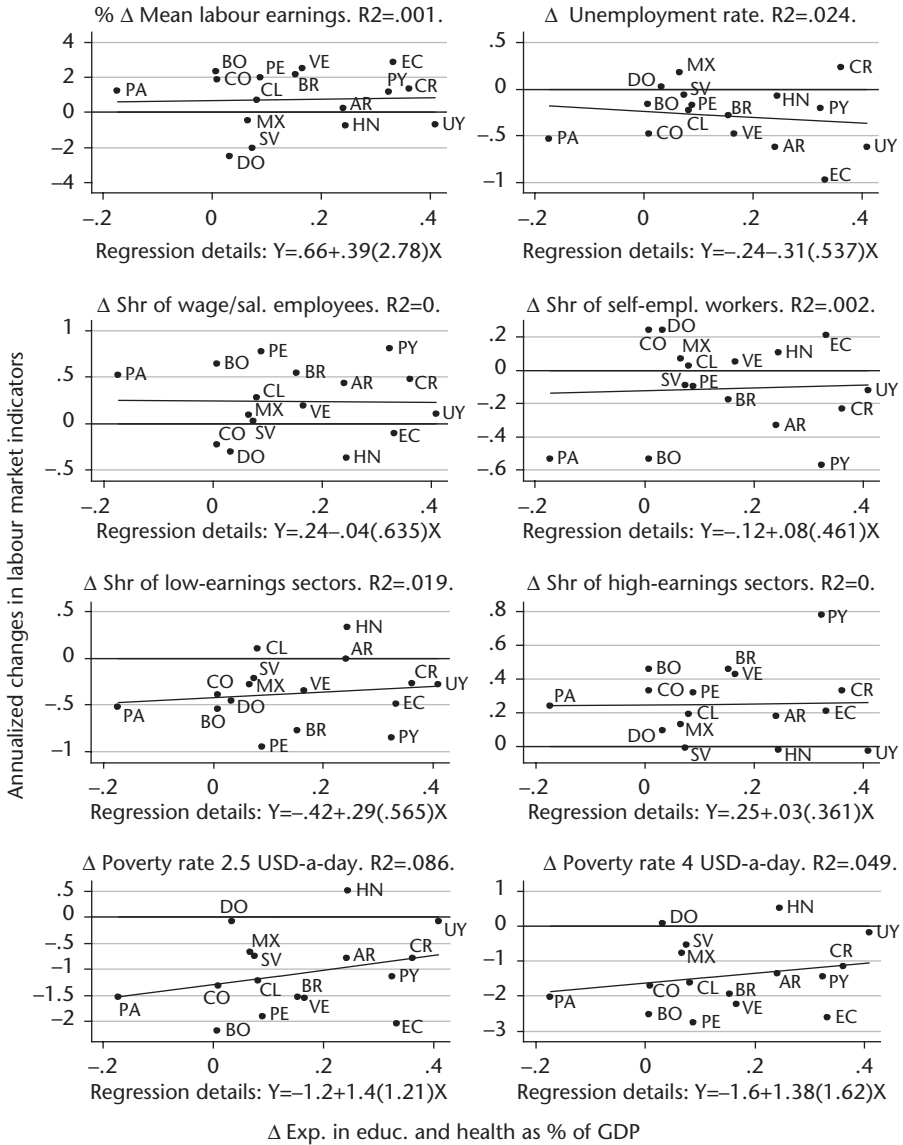 Annualized changes in labour market indicators
% Δ Mean labour earnings. R2=.001.
4
2
0
−2
−4
PA
BO
CO
PE
CL
VE
BR
EC
PY
CR
AR
MX
HN
UY
SV
DO
−.2 0 .2 .4
Regression details: Y=.66+.39(2.78)X
Δ Unemployment rate. R2=.024.
.5
0
−.5
−1
MX
CR
DO
SV
BO
PE
BR
HN
PY
CO
CL
VE
PA
AR
UY
EC
−.2 0 .2 .4
Regression details: Y=−.24−.31(.537)X
Δ Shr of wage/sal. employees. R2=0.
1
.5
0
−.5
PE
PY
BO
PA
BR
AR
CR
CL
MX
VE
UY
CO
SV
EC
DO
HN
−.2 0 .2 .4
Regression details: Y=.24−.04(.635)X
Δ Shr of self-empl. workers. R2=.002.
.2
0
−.2
−.4
−.6
DO
CO
MX
EC
HN
CL
VE
SV
PE
UY
BR
CR
AR
PA
BO
PY
−.2 0 .2 .4
Regression details: Y=−.12+.08(.461)X
Δ Shr of low-earnings sectors. R2=.019.
.5
0
−.5
−1
HN
CL
AR
SV
CO
MX
VE
CR
UY
DO
EC
PA
BO
BR
PY
PE
−.2 0 .2 .4
Regression details: Y=−.42+.29(.565)X
Δ Shr of high-earnings sectors. R2=0.
.8
.6
.4
.2
0
PY
BO
BR
VE
CO
PE
CR
PA
CL
AR
EC
MX
DO
SV
HN
UY
−.2 0 .2 .4
Regression details: Y=.25+.03(.361)X
Δ Poverty rate 2.5 USD-a-day. R2=.086.
.5
0
−.5
−1
−1.5
−2
HN
DO
UY
MX
SV
AR
CR
CL
PY
CO
BR
VE
PA
PE
BO
EC
−.2 0 .2 .4
Regression details: Y=−1.2+1.4(1.21)X
Δ Poverty rate 4 USD-a-day. R2=.049.
1
0
−1
−2
−3
HN
DO
UY
SV
MX
CR
AR
PY
CO
CL
BR
PA
VE
BO
PE
EC
−.2 0 .2 .4
Regression details: Y=−1.6+1.38(1.62)X
Δ Exp. in educ. and health as % of GDP